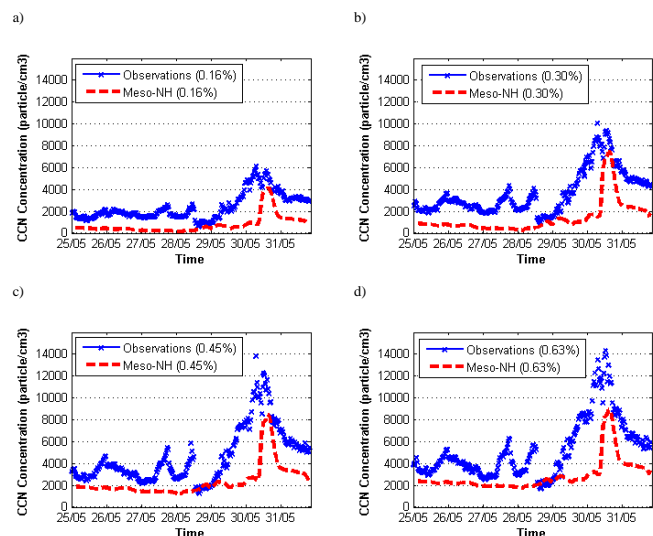 a)
CCN Concentration (particle/cm3)
14000
12000
10000
8000
6000
4000
2000
0
Observations (0.16%)
Meso-NH (0.16%)
25/05 26/05 27/05 28/05 29/05 30/05 31/05
Time
b)
CCN Concentration (particle/cm3)
14000
12000
10000
8000
6000
4000
2000
0
Observations (0.30%)
Meso-NH (0.30%)
25/05 26/05 27/05 28/05 29/05 30/05 31/05
Time
c)
CCN Concentration (particle/cm3)
14000
12000
10000
8000
6000
4000
2000
0
Observations (0.45%)
Meso-NH (0.45%)
25/05 26/05 27/05 28/05 29/05 30/05 31/05
Time
d)
CCN Concentration (particle/cm3)
14000
12000
10000
8000
6000
4000
2000
0
Observations (0.63%)
Meso-NH (0.63%)
25/05 26/05 27/05 28/05 29/05 30/05 31/05
Time